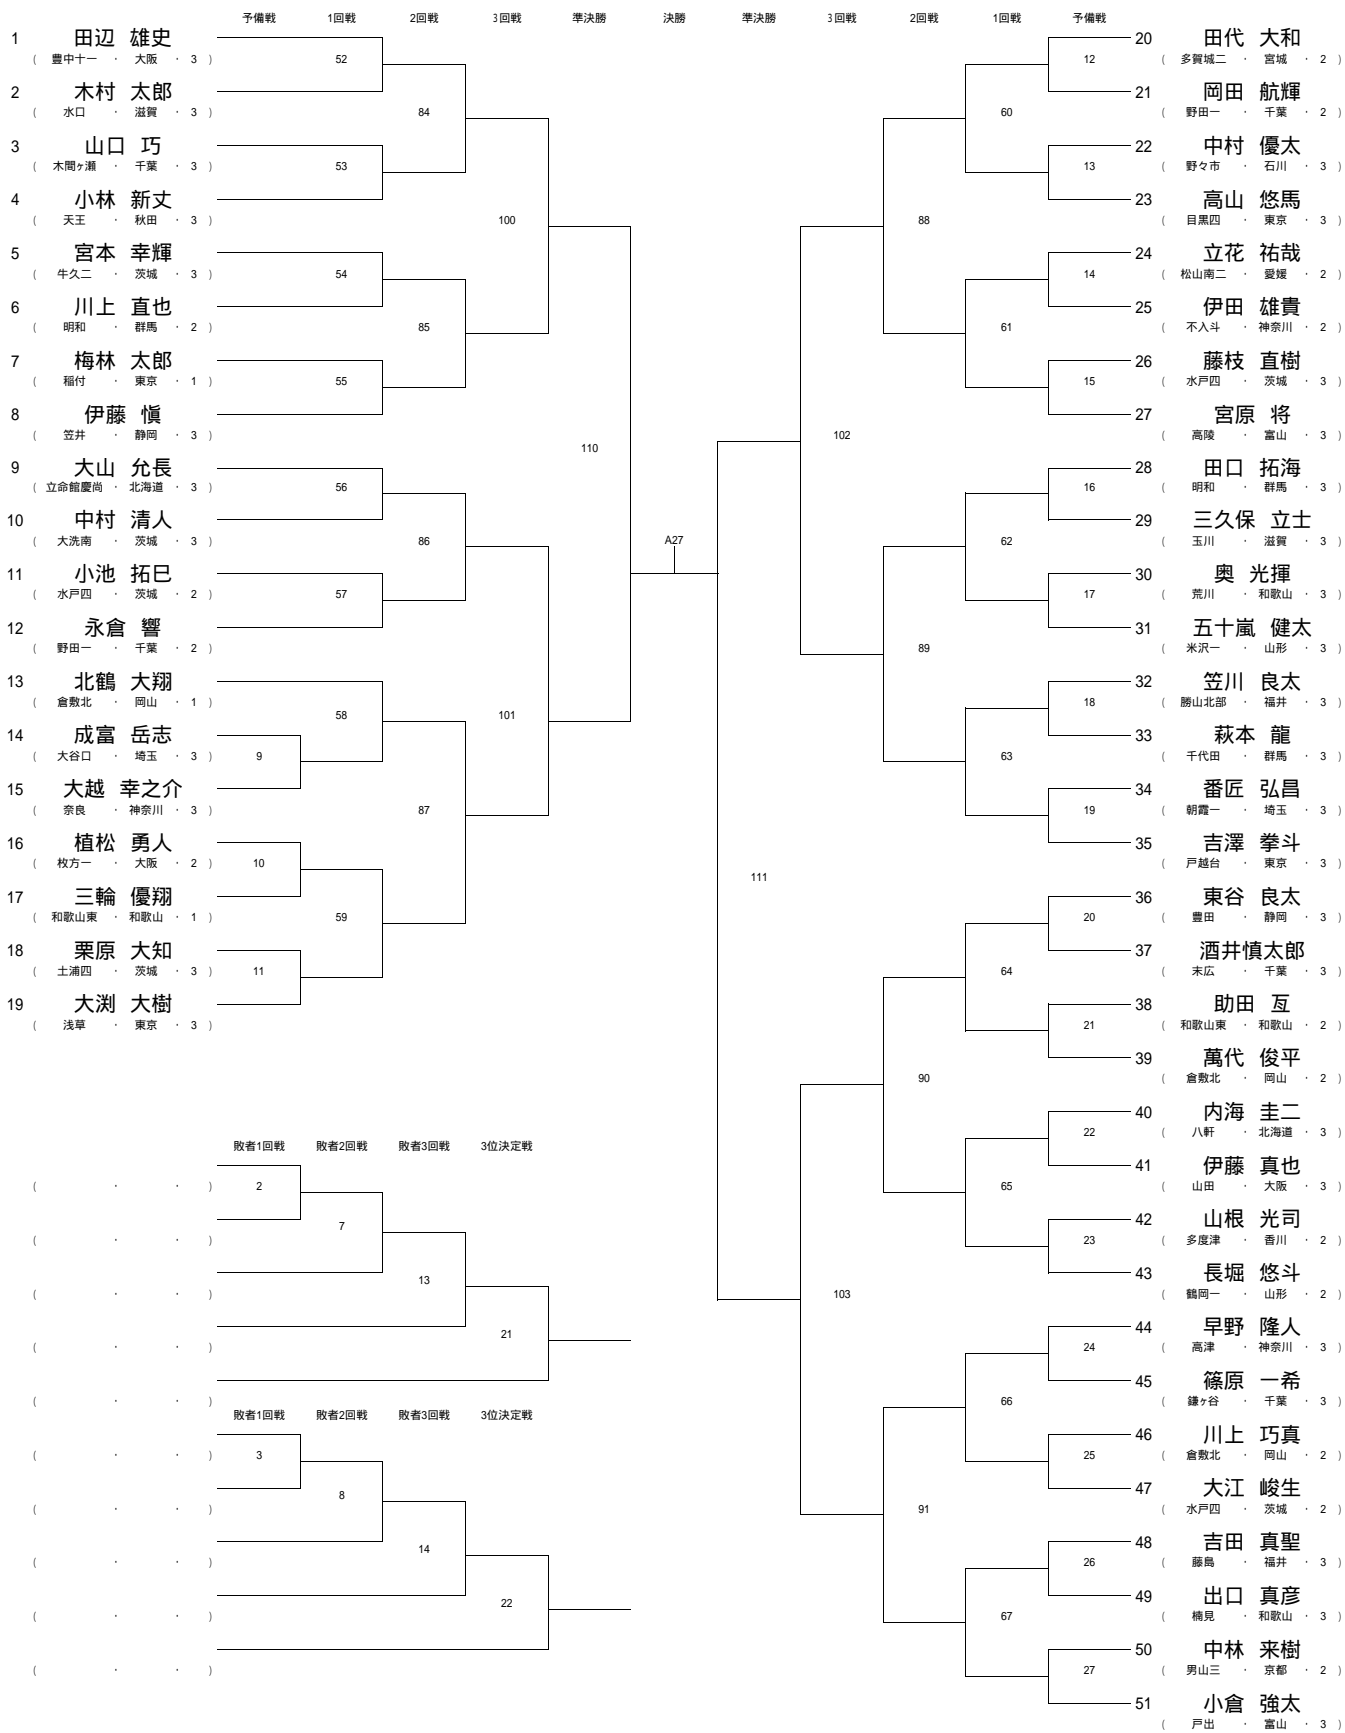 予備戦 1回戦 2回戦 3回戦 準決勝 決勝 準決勝 3回戦 2回戦 1回戦 予備戦
1 田辺 雄史
( 豊中十一 ・ 大阪 ・ 3 )
52
2 木村 太郎
( 水口 ・ 滋賀 ・ 3 )
84
3 山口 巧
( 木間ヶ瀬 ・ 千葉 ・ 3 )
53
4 小林 新丈
( 天王 ・ 秋田 ・ 3 )
100
5 宮本 幸輝
( 牛久二 ・ 茨城 ・ 3 )
54
6 川上 直也
( 明和 ・ 群馬 ・ 2 )
85
7 梅林 太郎
( 稲付 ・ 東京 ・ 1 )
55
8 伊藤 愼
( 笠井 ・ 静岡 ・ 3 )
110
9 大山 允長
( 立命館慶尚 ・ 北海道 ・ 3 )
56
10 中村 清人
( 大洗南 ・ 茨城 ・ 3 )
86
11 小池 拓巳
( 水戸四 ・ 茨城 ・ 2 )
57
12 永倉 響
( 野田一 ・ 千葉 ・ 2 )
13 北鶴 大翔
( 倉敷北 ・ 岡山 ・ 1 )
58
101
14 成富 岳志
( 大谷口 ・ 埼玉 ・ 3 )
9
15 大越 幸之介
( 奈良 ・ 神奈川 ・ 3 )
87
16 植松 勇人
( 枚方一 ・ 大阪 ・ 2 )
10
17 三輪 優翔
( 和歌山東 ・ 和歌山 ・ 1 )
59
18 栗原 大知
( 土浦四 ・ 茨城 ・ 3 )
11
19 大渕 大樹
( 浅草 ・ 東京 ・ 3 )
A27
20 田代 大和
( 多賀城二 ・ 宮城 ・ 2 )
12
21 岡田 航輝
( 野田一 ・ 千葉 ・ 2 )
60
22 中村 優太
( 野々市 ・ 石川 ・ 3 )
13
23 高山 悠馬
( 目黒四 ・ 東京 ・ 3 )
88
24 立花 祐哉
( 松山南二 ・ 愛媛 ・ 2 )
14
25 伊田 雄貴
( 不入斗 ・ 神奈川 ・ 2 )
61
26 藤枝 直樹
( 水戸四 ・ 茨城 ・ 3 )
15
27 宮原 将
( 高陵 ・ 富山 ・ 3 )
102
28 田口 拓海
( 明和 ・ 群馬 ・ 3 )
16
29 三久保 立士
( 玉川 ・ 滋賀 ・ 3 )
62
30 奥 光揮
( 荒川 ・ 和歌山 ・ 3 )
17
31 五十嵐 健太
( 米沢一 ・ 山形 ・ 3 )
89
32 笠川 良太
( 勝山北部 ・ 福井 ・ 3 )
18
33 萩本 龍
( 千代田 ・ 群馬 ・ 3 )
63
34 番匠 弘昌
( 朝霞一 ・ 埼玉 ・ 3 )
19
35 吉澤 拳斗
( 戸越台 ・ 東京 ・ 3 )
111
36 東谷 良太
( 豊田 ・ 静岡 ・ 3 )
20
37 酒井慎太郎
( 末広 ・ 千葉 ・ 3 )
64
38 助田 亙
( 和歌山東 ・ 和歌山 ・ 2 )
21
39 萬代 俊平
( 倉敷北 ・ 岡山 ・ 2 )
90
40 内海 圭二
( 八軒 ・ 北海道 ・ 3 )
22
41 伊藤 真也
( 山田 ・ 大阪 ・ 3 )
65
42 山根 光司
( 多度津 ・ 香川 ・ 2 )
23
43 長堀 悠斗
( 鶴岡一 ・ 山形 ・ 2 )
103
44 早野 隆人
( 高津 ・ 神奈川 ・ 3 )
24
45 篠原 一希
( 鎌ヶ谷 ・ 千葉 ・ 3 )
66
46 川上 巧真
( 倉敷北 ・ 岡山 ・ 2 )
25
47 大江 峻生
( 水戸四 ・ 茨城 ・ 2 )
91
48 吉田 真聖
( 藤島 ・ 福井 ・ 3 )
26
49 出口 真彦
( 楠見 ・ 和歌山 ・ 3 )
67
50 中林 来樹
( 男山三 ・ 京都 ・ 2 )
27
51 小倉 強太
( 戸出 ・ 富山 ・ 3 )
敗者1回戦 敗者2回戦 敗者3回戦 3位決定戦
( ・ ・ )
2
( ・ ・ )
7
( ・ ・ )
13
( ・ ・ )
21
( ・ ・ )
敗者1回戦 敗者2回戦 敗者3回戦 3位決定戦
( ・ ・ )
3
( ・ ・ )
8
( ・ ・ )
14
( ・ ・ )
22
( ・ ・ )